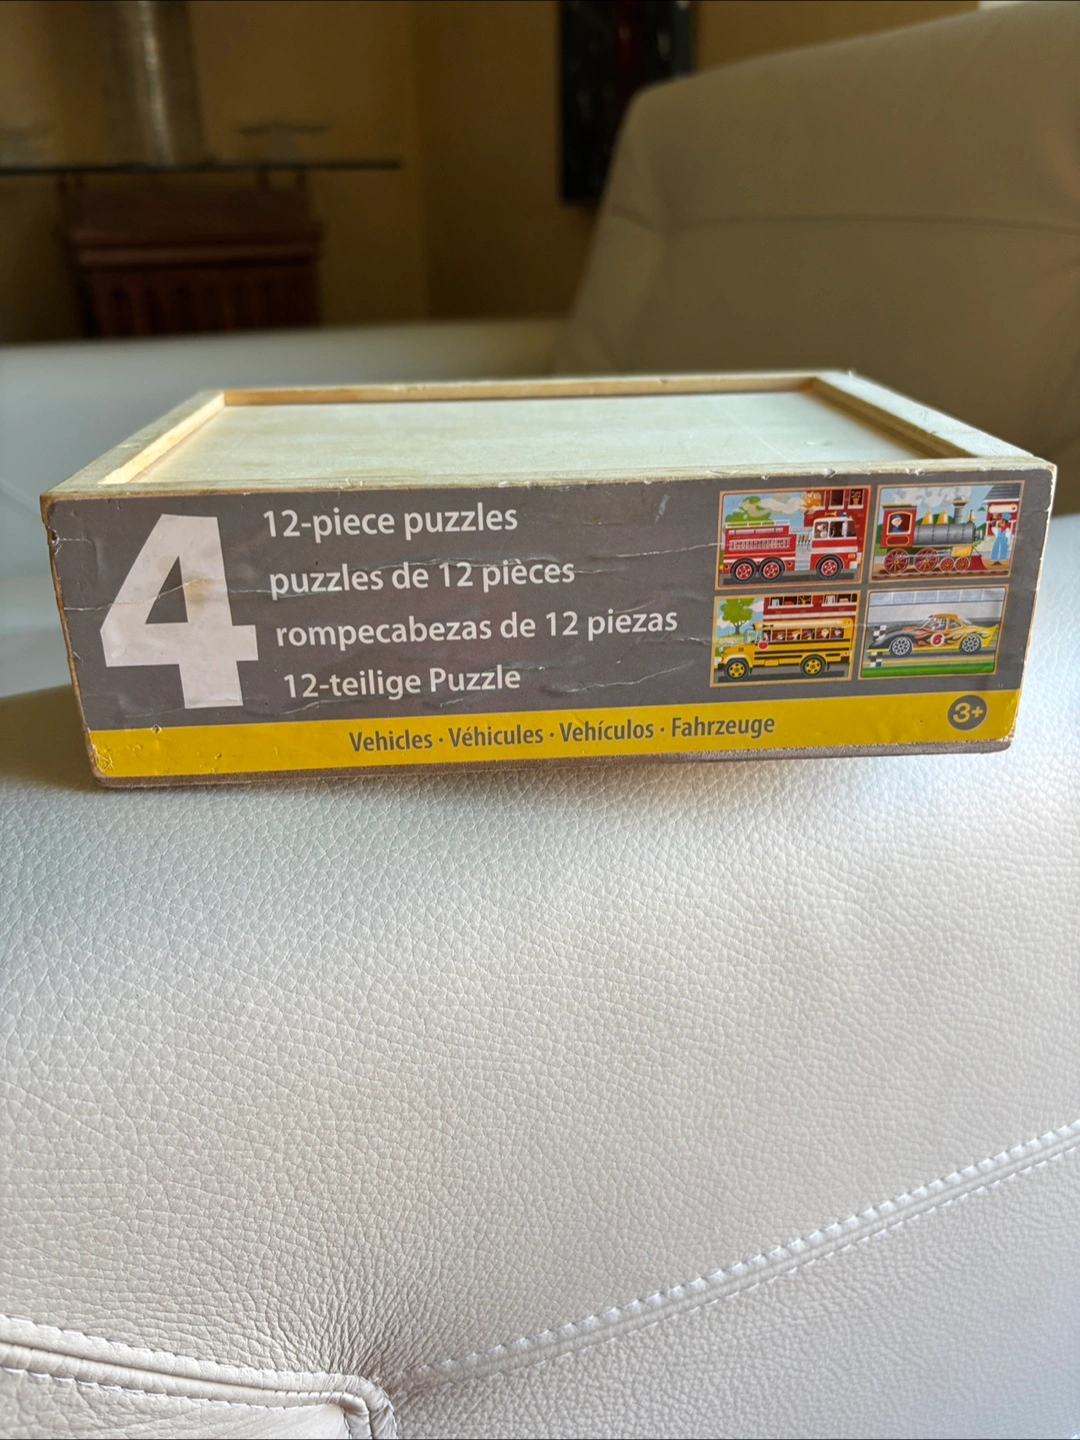 4
12-piece puzzles
puzzles de 12 pièces
rompecabezas de 12 piezas
12-teilige Puzzle
Vehicles · Véhicules · Vehículos · Fahrzeuge
3+
6